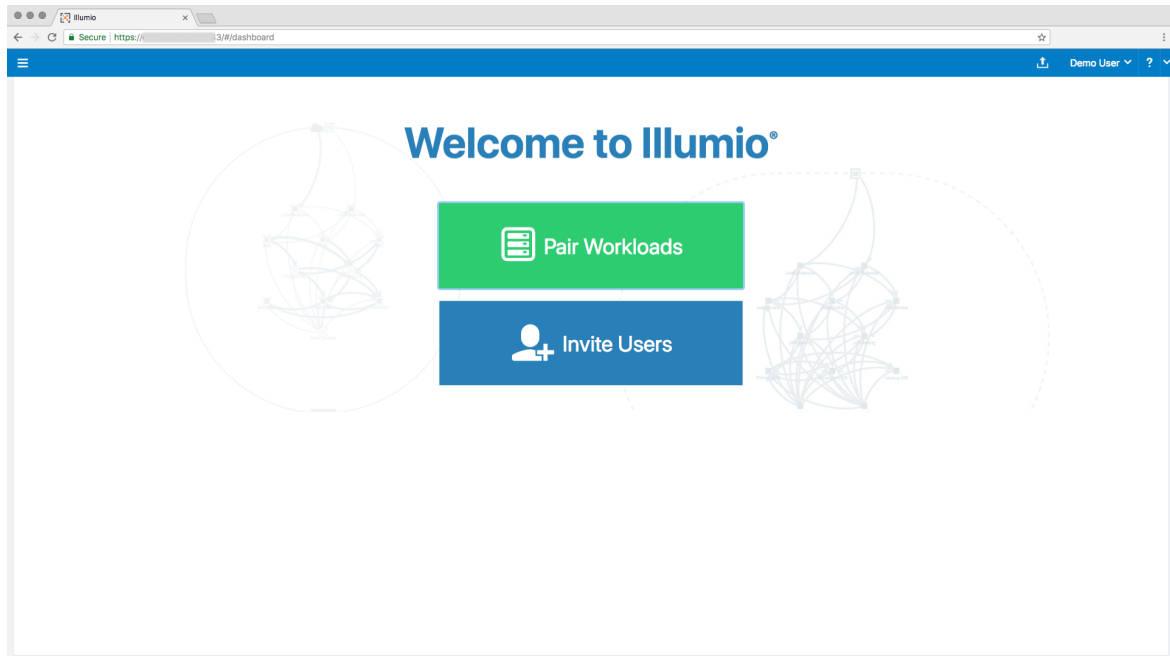 Illumio
Secure | https:// 3/#/dashboard
Demo User ?
Welcome to Illumio®
Pair Workloads
Invite Users